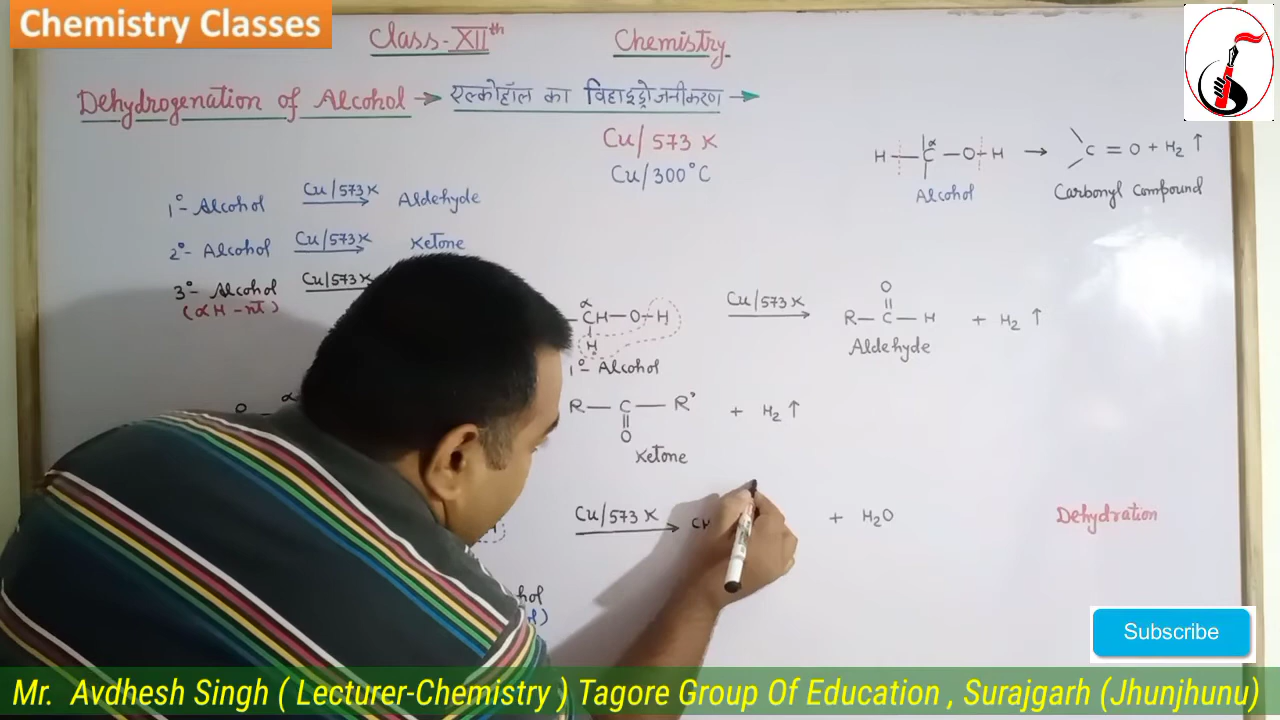 Chemistry Classes
Class-XIIth Chemistry
Dehydrogenation of Alcohol → एल्कोहॉल का विहाइड्रोजनीकरण →
Cu/573 K
Cu/300°C
H—C—O—H → C=O + H2 ↑
α
Alcohol Carbonyl Compound
1°- Alcohol Cu/573K Aldehyde
2°- Alcohol Cu/573K Ketone
3°- Alcohol Cu/573K
(αH-nt)
α
CH—O—H Cu/573K R—C—H + H2 ↑
O
H
1°- Alcohol Aldehyde
R—C—R' + H2 ↑
O
Ketone
Cu/573 K CH + H2O Dehydration
Subscribe
Mr. Avdhesh Singh ( Lecturer-Chemistry ) Tagore Group Of Education , Surajgarh (Jhunjhunu)